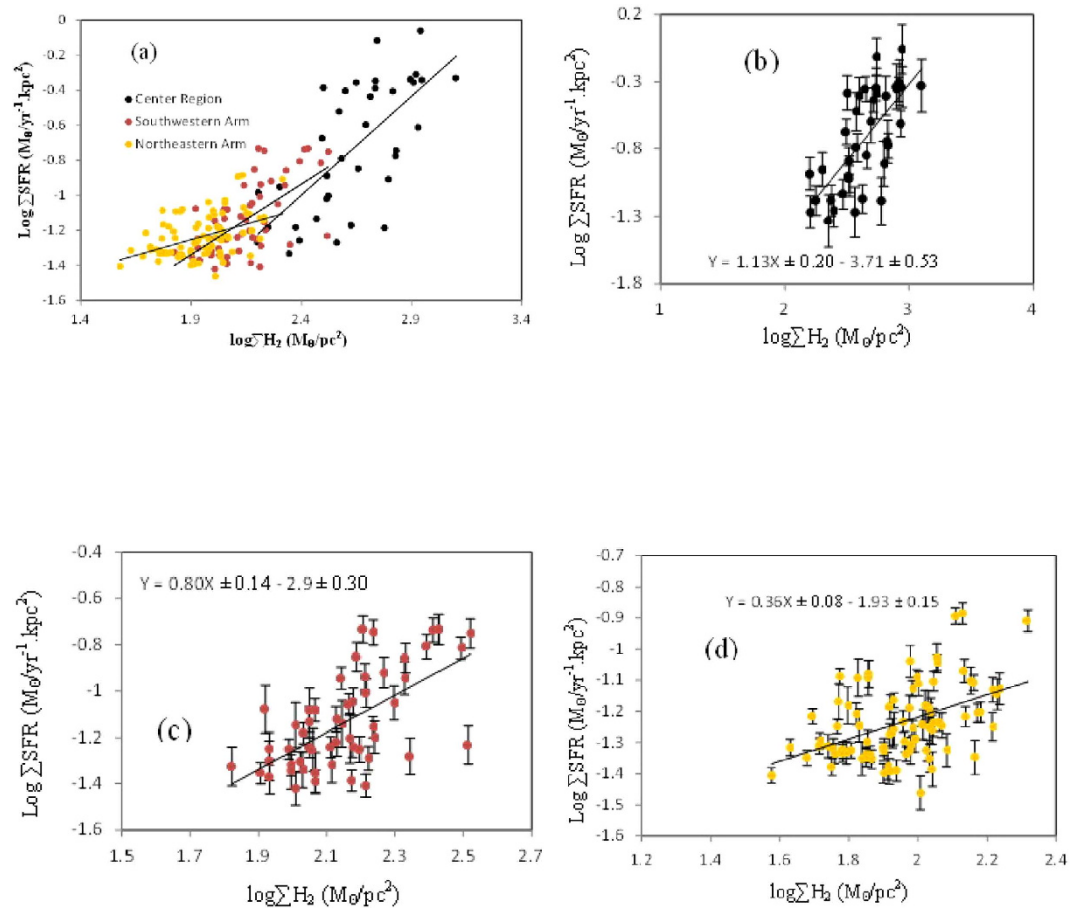 (a)
Center Region
Southwestern Arm
Northeastern Arm
Log ∑SFR (M⊙/yr⁻¹.kpc²)
0
-0.2
-0.4
-0.6
-0.8
-1
-1.2
-1.4
-1.6
1.4 1.9 2.4 2.9 3.4
log∑H₂ (M⊙/pc²)
(b)
Log ∑SFR (M⊙/yr⁻¹.kpc²)
0.2
-0.3
-0.8
-1.3
-1.8
Y = 1.13X ± 0.20 - 3.71 ± 0.53
1 2 3 4
log∑H₂ (M⊙/pc²)
Y = 0.80X ± 0.14 - 2.9 ± 0.30
(c)
Log ∑SFR (M⊙/yr⁻¹.kpc²)
-0.4
-0.6
-0.8
-1
-1.2
-1.4
-1.6
1.5 1.7 1.9 2.1 2.3 2.5 2.7
log∑H₂ (M⊙/pc²)
Y = 0.36X ± 0.08 - 1.93 ± 0.15
(d)
Log ∑SFR (M⊙/yr⁻¹.kpc²)
-0.7
-0.8
-0.9
-1
-1.1
-1.2
-1.3
-1.4
-1.5
-1.6
1.2 1.4 1.6 1.8 2 2.2 2.4
log∑H₂ (M⊙/pc²)